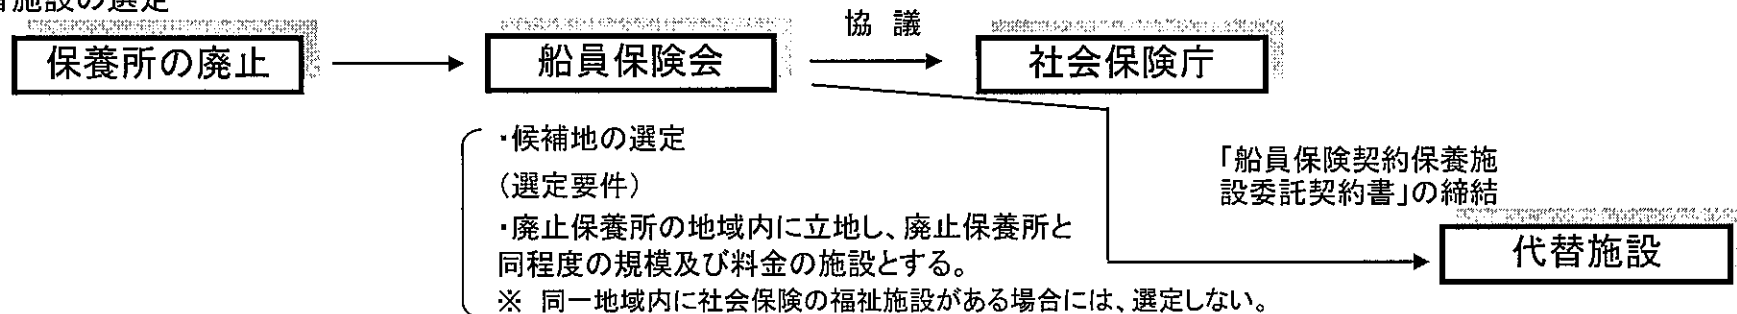 施設の選定
協 議
保養所の廃止
船員保険会
社会保険庁
・候補地の選定
(選定要件)
・廃止保養所の地域内に立地し、廃止保養所と
同程度の規模及び料金の施設とする。
※ 同一地域内に社会保険の福祉施設がある場合には、選定しない。
「船員保険契約保養施
設委託契約書」の締結
代替施設